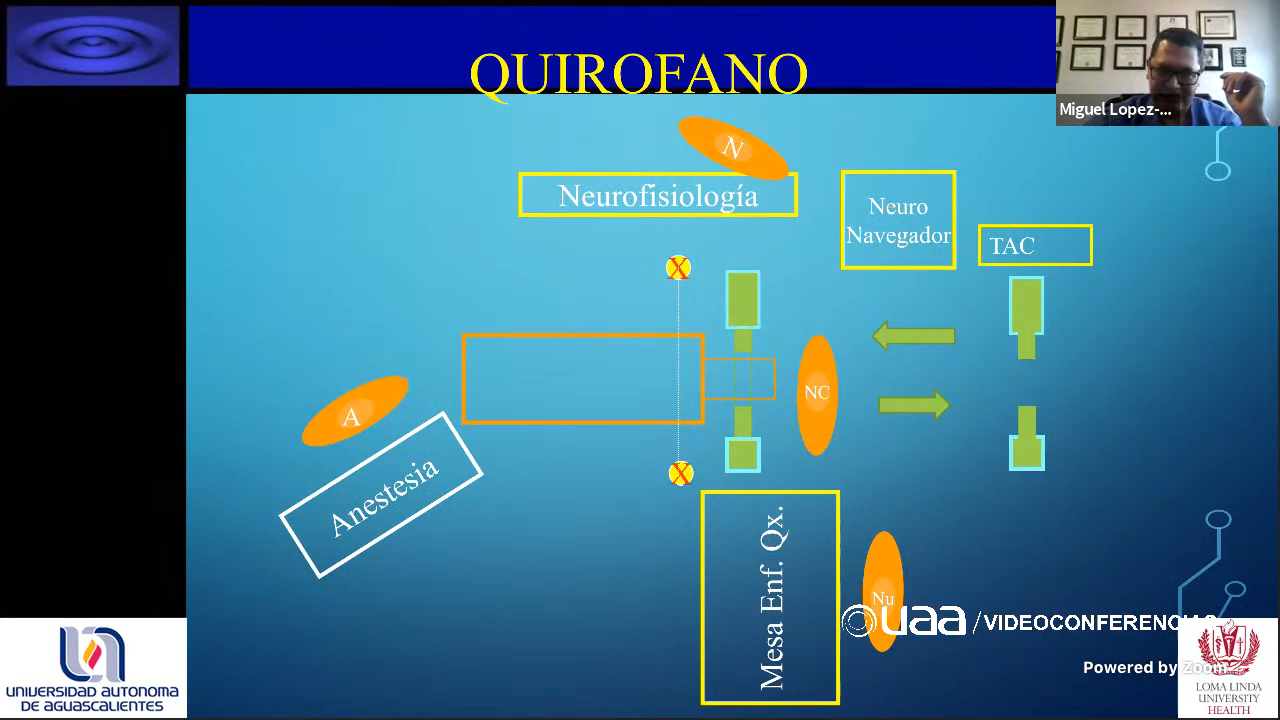 QUIROFANO
Miguel Lopez-...
N
Neurofisiología
Neuro
Navegador
TAC
X
NC
A
Anestesia
X
Mesa Enf. Qx.
Nu
uaa / VIDEOCONFERENCIAS
Powered by Zoom
UNIVERSIDAD AUTONOMA
DE AGUASCALIENTES
LOMA LINDA
UNIVERSITY
HEALTH